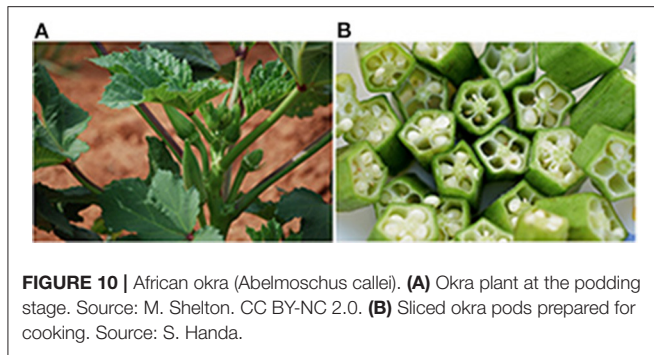 A
B
FIGURE 10 | African okra (Abelmoschus callei). (A) Okra plant at the podding
stage. Source: M. Shelton. CC BY-NC 2.0. (B) Sliced okra pods prepared for
cooking. Source: S. Handa.